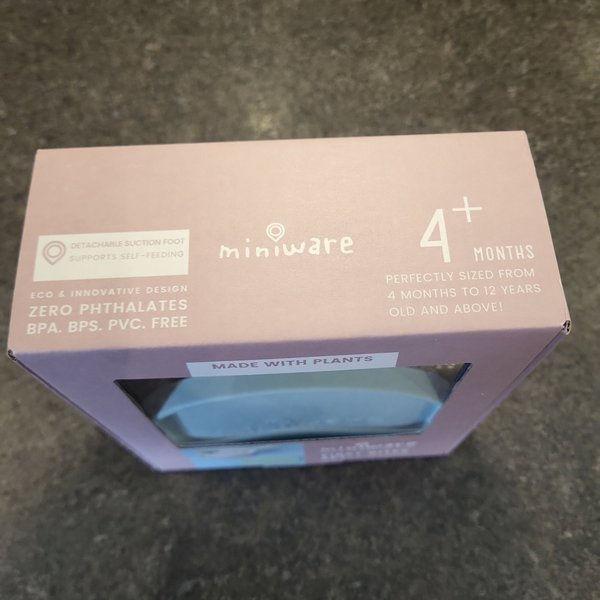 DETACHABLE SUCTION FOOT
SUPPORTS SELF-FEEDING
ECO & INNOVATIVE DESIGN
ZERO PHTHALATES
BPA. BPS. PVC. FREE
miniware
4+ MONTHS
PERFECTLY SIZED FROM
4 MONTHS TO 12 YEARS
OLD AND ABOVE!
MADE WITH PLANTS
miniware